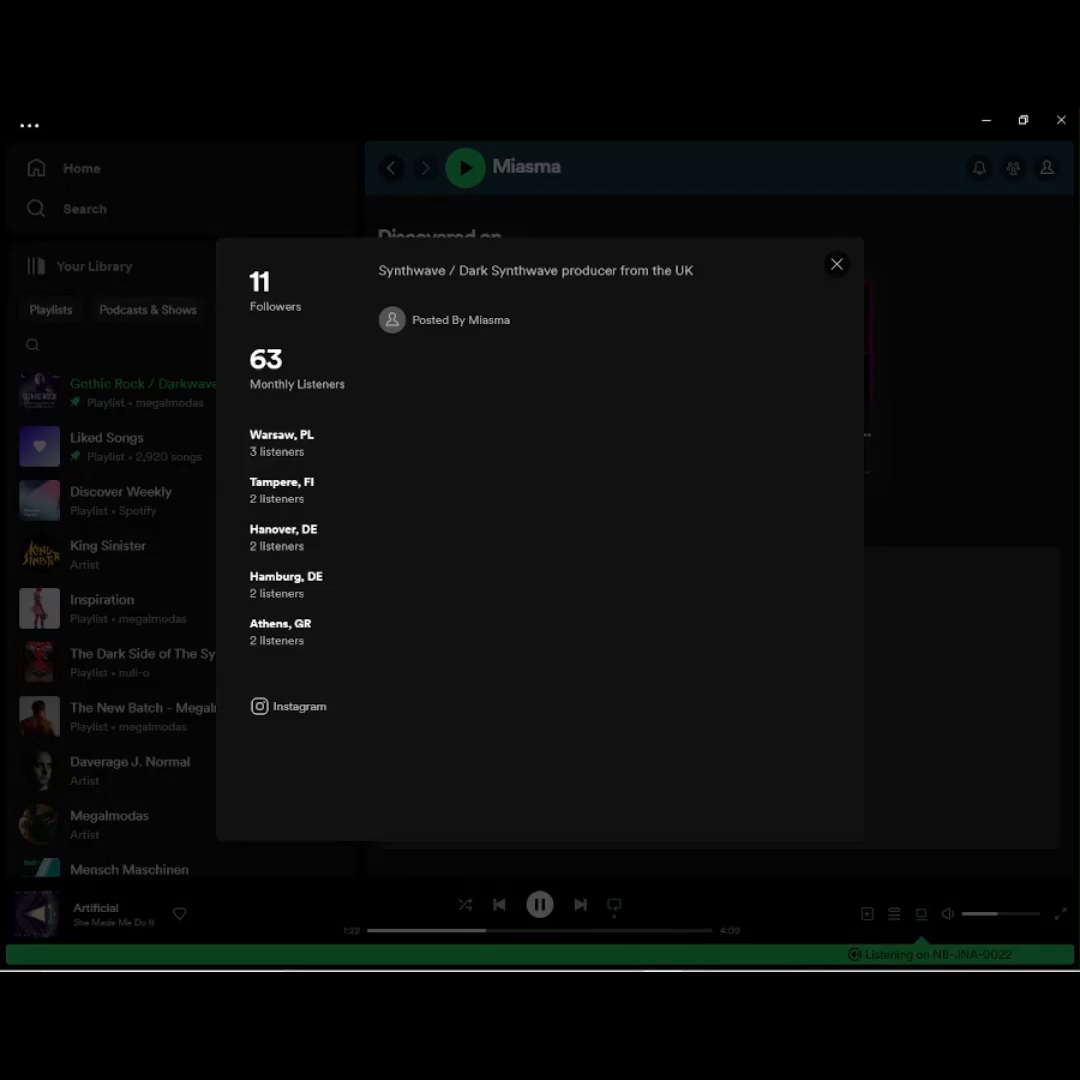 Home
Search
Your Library
Playlists
Podcasts & Shows
Gothic Rock / Darkwave
Playlist • megalmodas
Liked Songs
Playlist • 2,920 songs
Discover Weekly
Playlist • Spotify
King Sinister
Artist
Inspiration
Playlist • megalmodas
The Dark Side of The Sy
Playlist • null-o
The New Batch - Megal
Playlist • megalmodas
Daverage J. Normal
Artist
Megalmodas
Artist
Mensch Maschinen
Miasma
Discovered on
11
Followers
63
Monthly Listeners
Warsaw, PL
3 listeners
Tampere, FI
2 listeners
Hanover, DE
2 listeners
Hamburg, DE
2 listeners
Athens, GR
2 listeners
Instagram
Synthwave / Dark Synthwave producer from the UK
Posted By Miasma
Artificial
She Made Me Do It
1:22
4:09
Listening on NB-JNA-0022